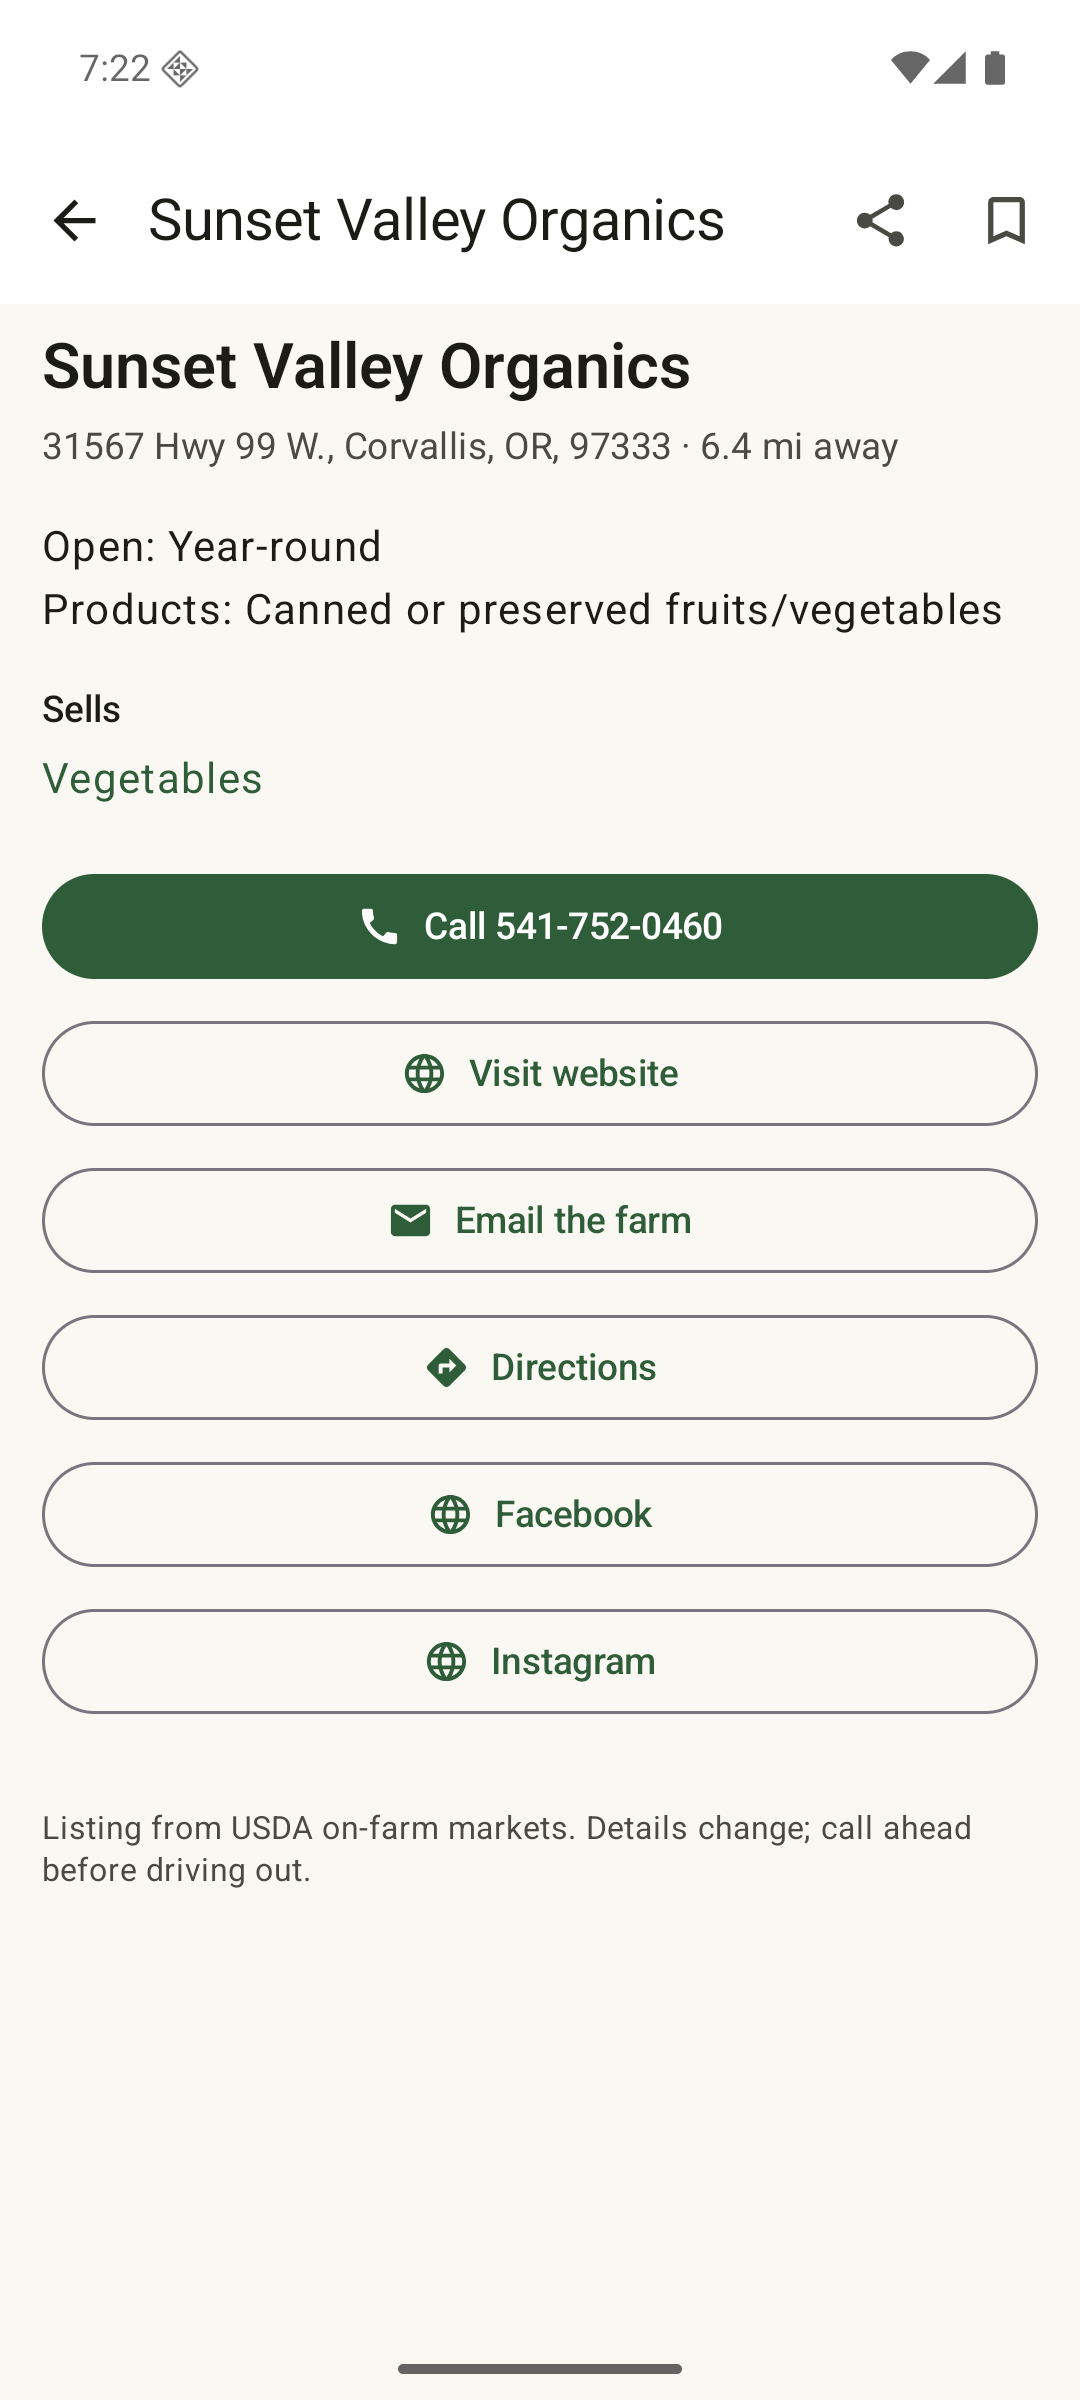 7:22
Sunset Valley Organics
Sunset Valley Organics
31567 Hwy 99 W., Corvallis, OR, 97333 · 6.4 mi away
Open: Year-round
Products: Canned or preserved fruits/vegetables
Sells
Vegetables
Call 541-752-0460
Visit website
Email the farm
Directions
Facebook
Instagram
Listing from USDA on-farm markets. Details change; call ahead
before driving out.